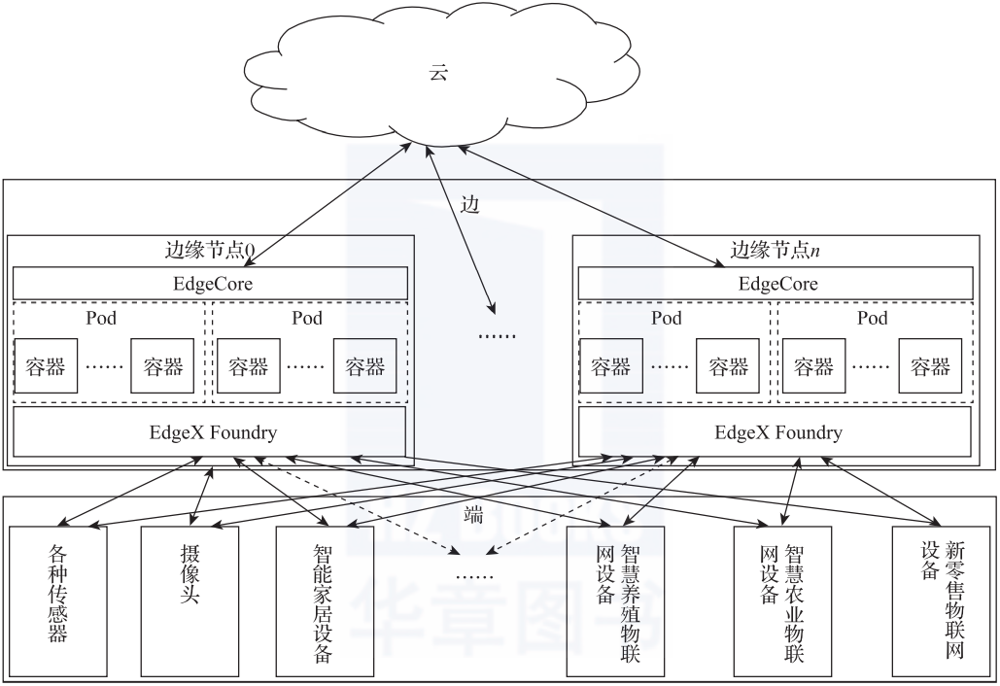 云
边
边缘节点0
边缘节点n
EdgeCore
EdgeCore
Pod
Pod
Pod
Pod
容器
……
容器
容器
……
容器
……
容器
……
容器
容器
……
容器
EdgeX Foundry
EdgeX Foundry
端
各种传感器
摄像头
智能家居设备
……
智慧养殖物联
网设备
智慧农业物联
网设备
新零售物联网
设备
华章图书